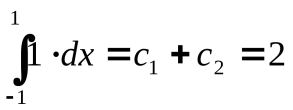 ∫₋₁¹ 1 · dx = c₁ + c₂ = 2